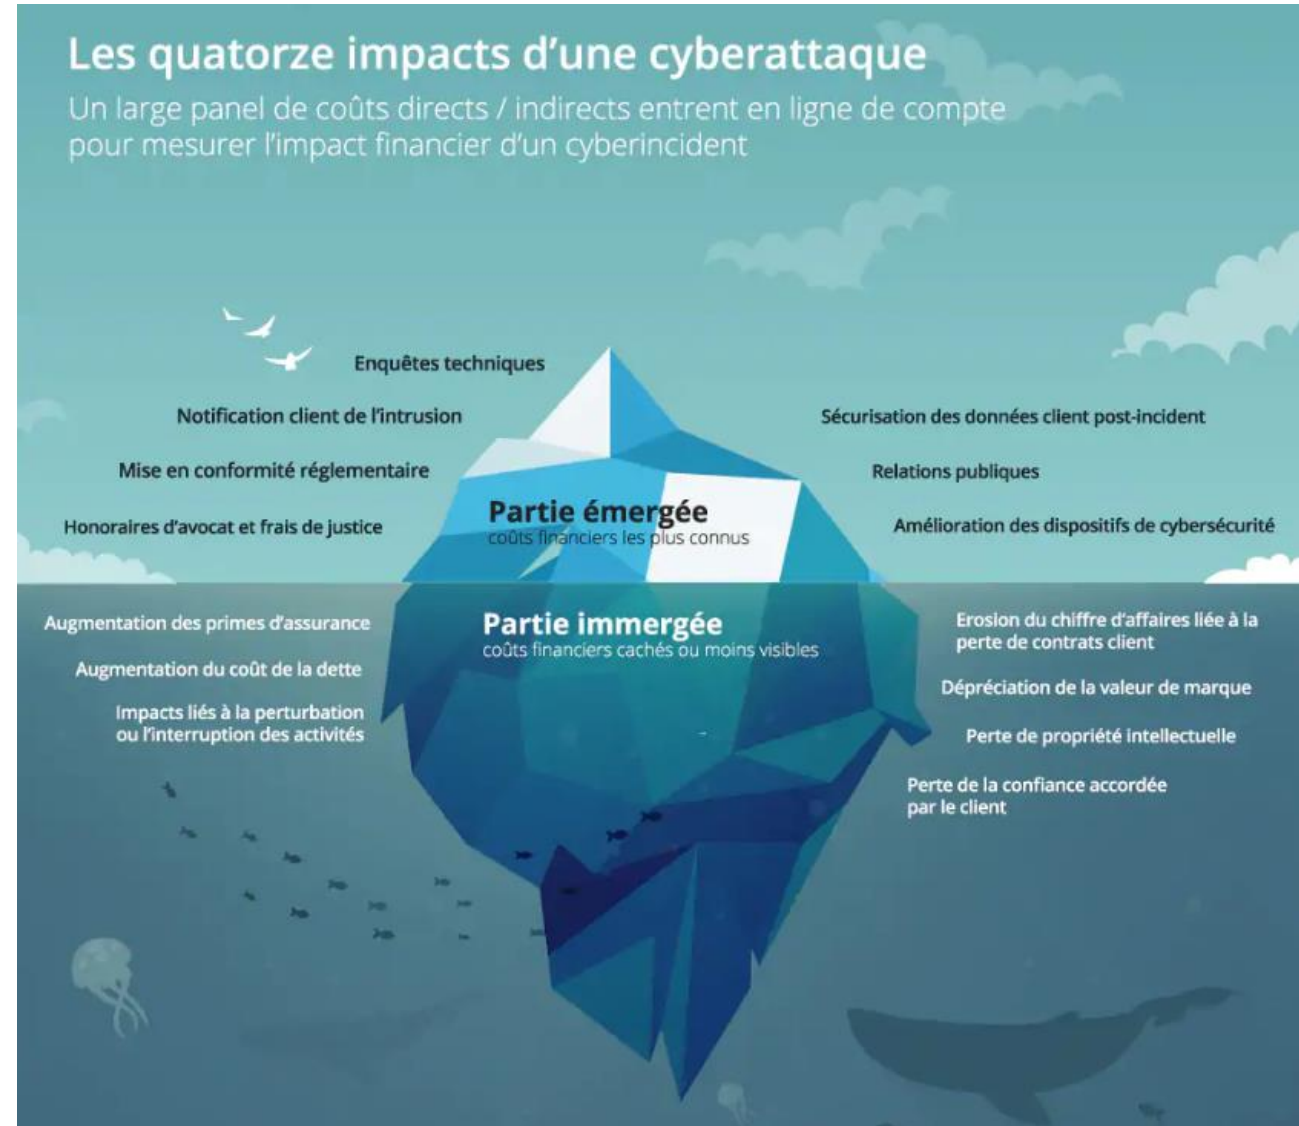 Les quatorze impacts d'une cyberattaque
Un large panel de coûts directs / indirects entrent en ligne de compte
pour mesurer l'impact financier d'un cyberincident
Enquêtes techniques
Notification client de l'intrusion
Mise en conformité réglementaire
Honoraires d'avocat et frais de justice
Partie émergée
coûts financiers les plus connus
Sécurisation des données client post-incident
Relations publiques
Amélioration des dispositifs de cybersécurité
Augmentation des primes d'assurance
Augmentation du coût de la dette
Impacts liés à la perturbation
ou l'interruption des activités
Partie immergée
coûts financiers cachés ou moins visibles
Erosion du chiffre d'affaires liée à la
perte de contrats client
Dépréciation de la valeur de marque
Perte de propriété intellectuelle
Perte de la confiance accordée
par le client